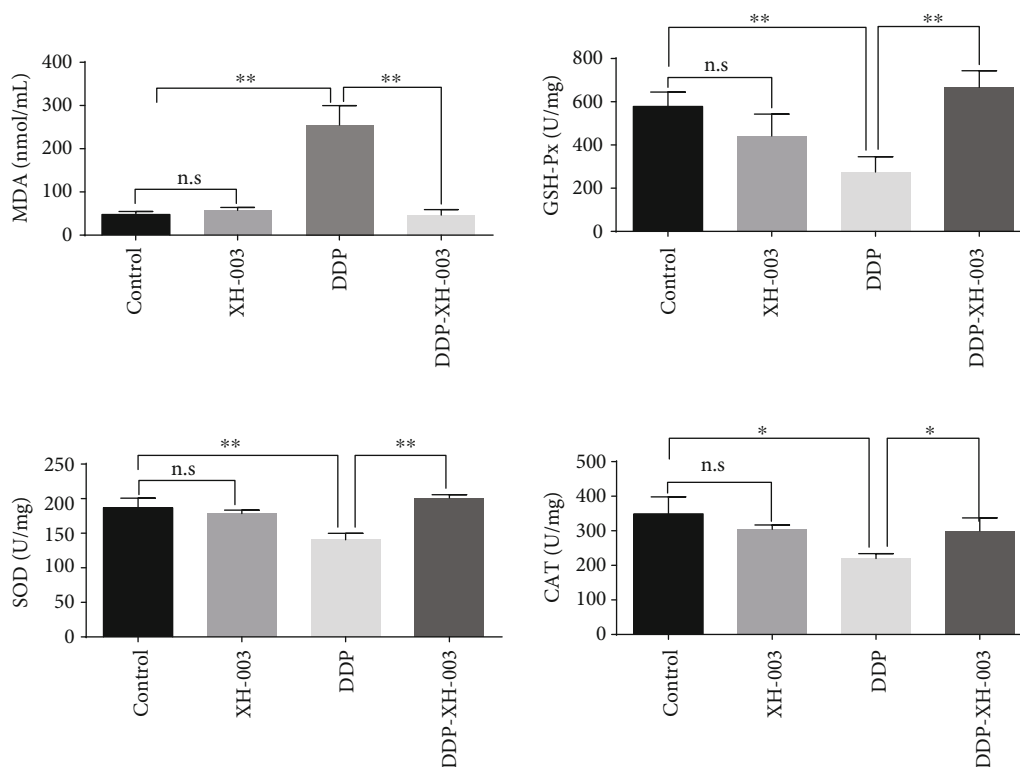 MDA (nmol/mL)
400
300
200
100
0
**
**
n.s
Control
XH-003
DDP
DDP-XH-003
GSH-Px (U/mg)
800
600
400
200
0
**
**
n.s
Control
XH-003
DDP
DDP-XH-003
SOD (U/mg)
250
200
150
100
50
0
**
**
n.s
Control
XH-003
DDP
DDP-XH-003
CAT (U/mg)
500
400
300
200
100
0
*
*
n.s
Control
XH-003
DDP
DDP-XH-003